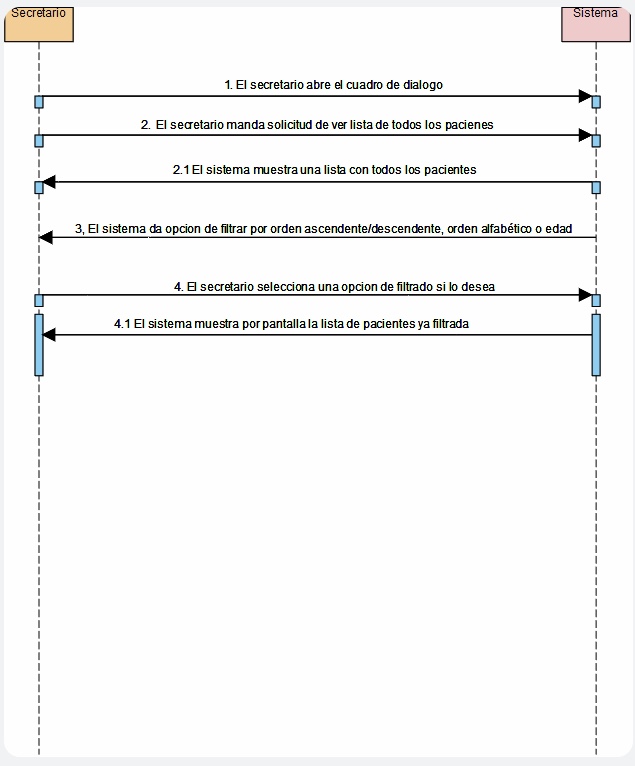 Secretario
Sistema
1. El secretario abre el cuadro de dialogo
2. El secretario manda solicitud de ver lista de todos los pacienes
2.1 El sistema muestra una lista con todos los pacientes
3, El sistema da opcion de filtrar por orden ascendente/descendente, orden alfabético o edad
4. El secretario selecciona una opcion de filtrado si lo desea
4.1 El sistema muestra por pantalla la lista de pacientes ya filtrada